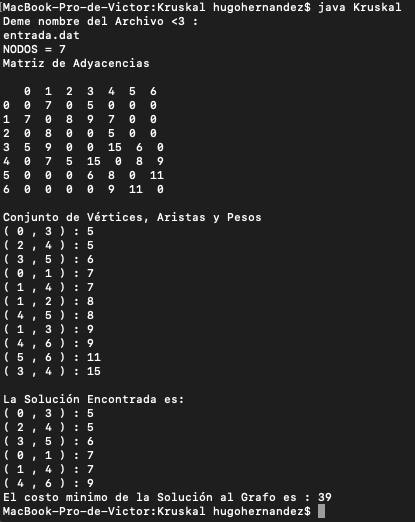 [MacBook-Pro-de-Victor:Kruskal hugohernandez$ java Kruskal
Deme nombre del Archivo <3 :
entrada.dat
NODOS = 7
Matriz de Adyacencias
0 1 2 3 4 5 6
0 0 7 0 5 0 0 0
1 7 0 8 9 7 0 0
2 0 8 0 0 5 0 0
3 5 9 0 0 15 6 0
4 0 7 5 15 0 8 9
5 0 0 0 6 8 0 11
6 0 0 0 0 9 11 0
Conjunto de Vértices, Aristas y Pesos
( 0 , 3 ) : 5
( 2 , 4 ) : 5
( 3 , 5 ) : 6
( 0 , 1 ) : 7
( 1 , 4 ) : 7
( 1 , 2 ) : 8
( 4 , 5 ) : 8
( 1 , 3 ) : 9
( 4 , 6 ) : 9
( 5 , 6 ) : 11
( 3 , 4 ) : 15
La Solución Encontrada es:
( 0 , 3 ) : 5
( 2 , 4 ) : 5
( 3 , 5 ) : 6
( 0 , 1 ) : 7
( 1 , 4 ) : 7
( 4 , 6 ) : 9
El costo minimo de la Solución al Grafo es : 39
MacBook-Pro-de-Victor:Kruskal hugohernandez$